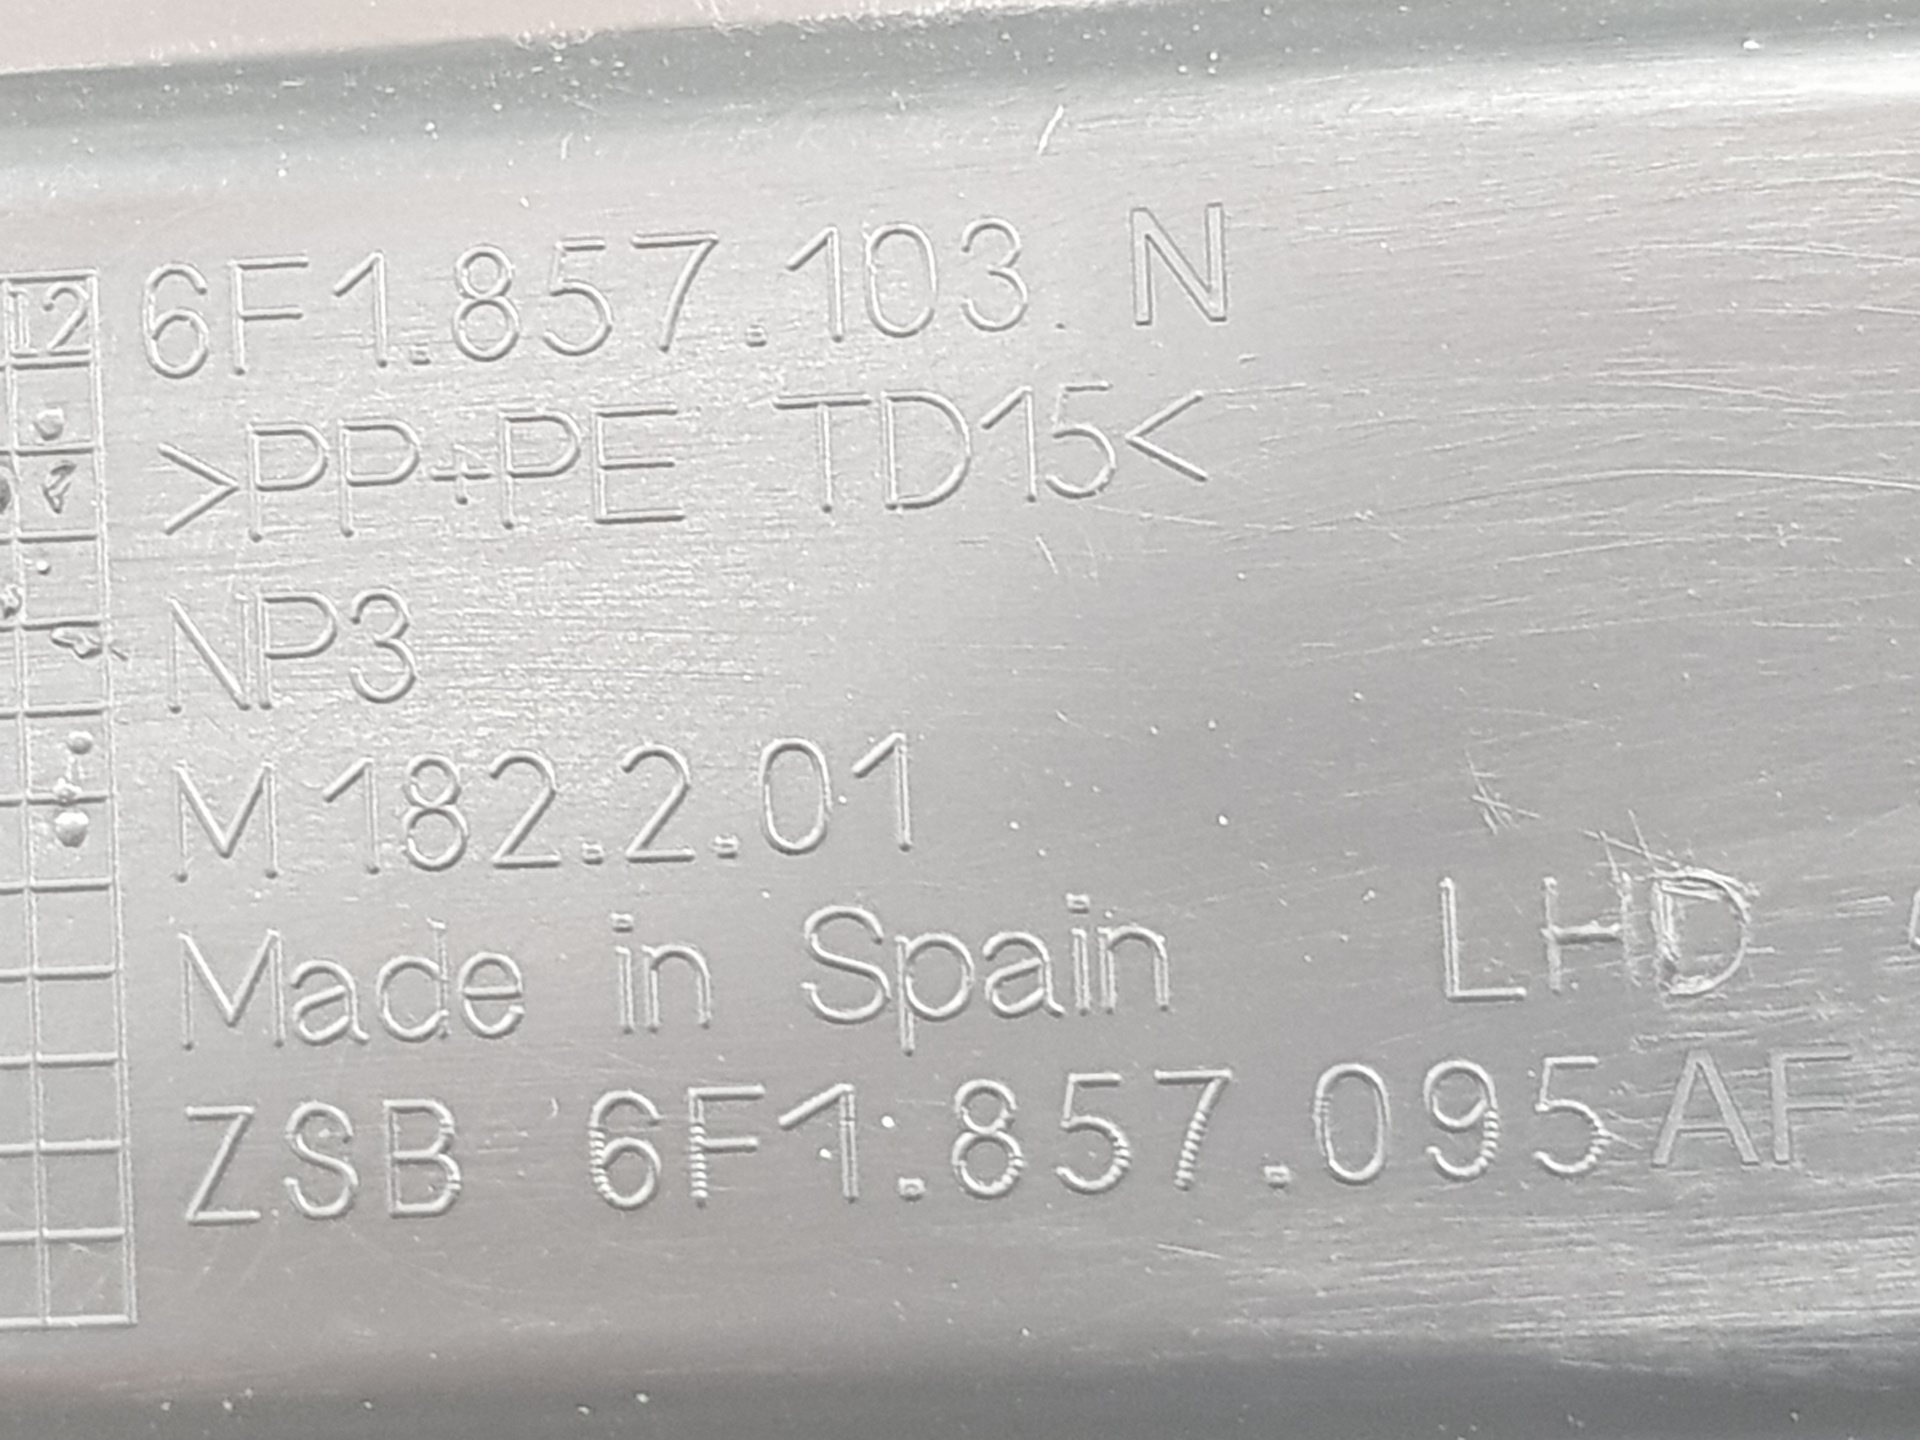 12
6F1.857.103. N
>PP+PE TD15<
NP3
M 182.2.01
Made in Spain LHD
ZSB 6F1.857.095 AF